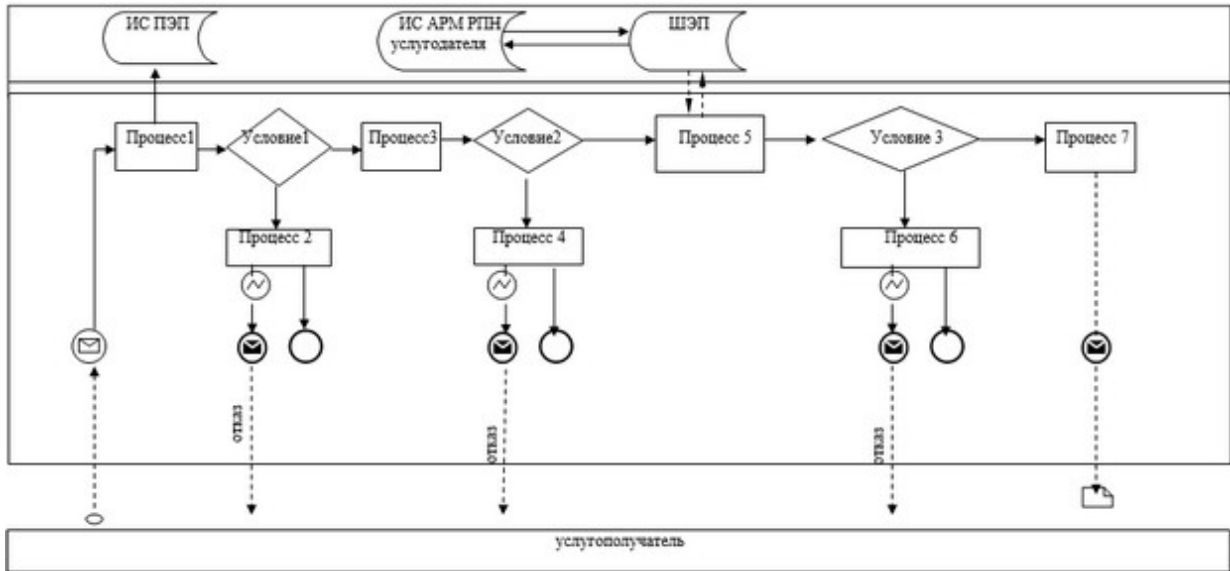 ИС ПЭП
ИС АРМ РПН
услугодателя
ШЭП
Процесс1
Условие1
Процесс3
Условие2
Процесс 5
Условие 3
Процесс 7
Процесс 2
Процесс 4
Процесс 6
отказ
отказ
отказ
услугополучатель